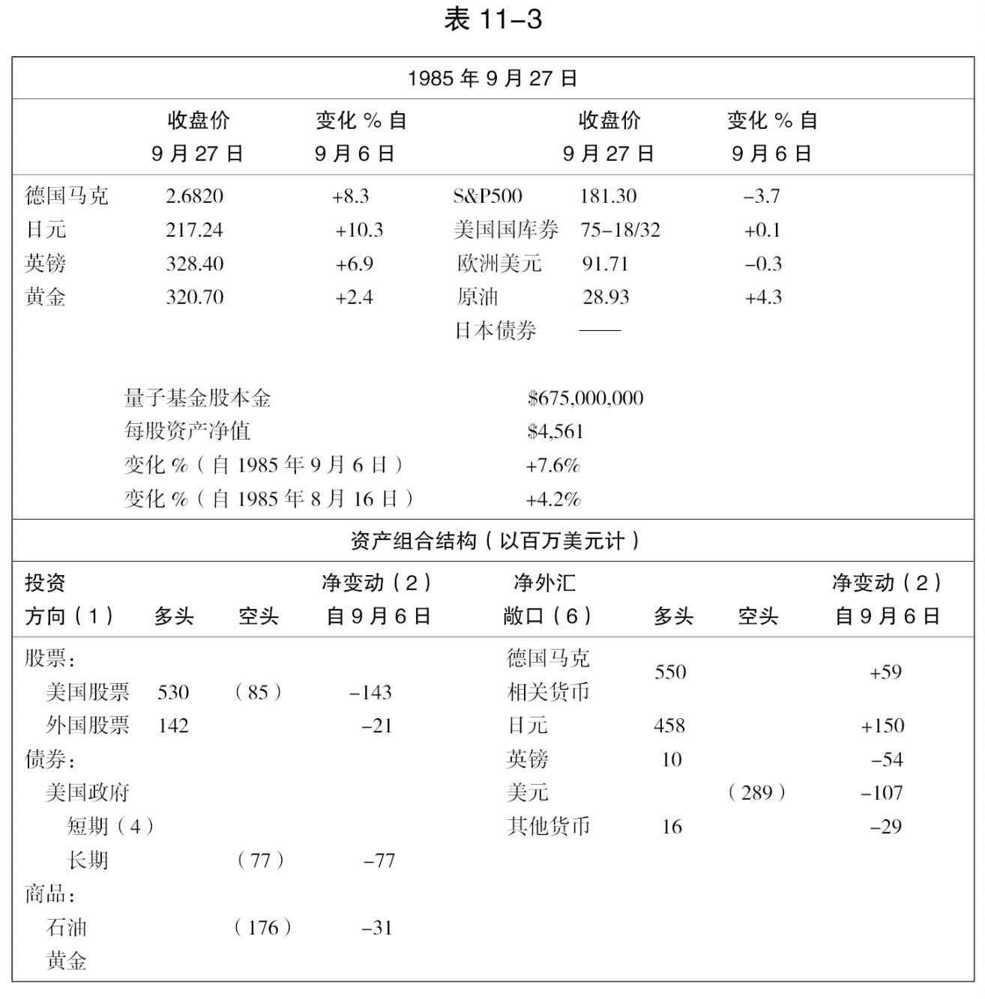 表 11-3
1985 年 9 月 27 日
收盘价 变化 % 自 收盘价 变化 % 自
9 月 27 日 9 月 6 日 9 月 27 日 9 月 6 日
德国马克 2.6820 +8.3 S&P500 181.30 -3.7
日元 217.24 +10.3 美国国库券 75-18/32 +0.1
英镑 328.40 +6.9 欧洲美元 91.71 -0.3
黄金 320.70 +2.4 原油 28.93 +4.3
日本债券 ——
量子基金股本金 $675,000,000
每股资产净值 $4,561
变化 %（自 1985 年 9 月 6 日） +7.6%
变化 %（自 1985 年 8 月 16 日） +4.2%
资产组合结构（以百万美元计）
投资 净变动（2） 净外汇 净变动（2）
方向（1） 多头 空头 自 9 月 6 日 敞口（6） 多头 空头 自 9 月 6 日
股票： 德国马克 550 +59
美国股票 530 （85） -143 相关货币
外国股票 142 -21 日元 458 +150
债券： 英镑 10 -54
美国政府 美元 （289） -107
短期（4） 其他货币 16 -29
长期 （77） -77
商品：
石油 （176） -31
黄金